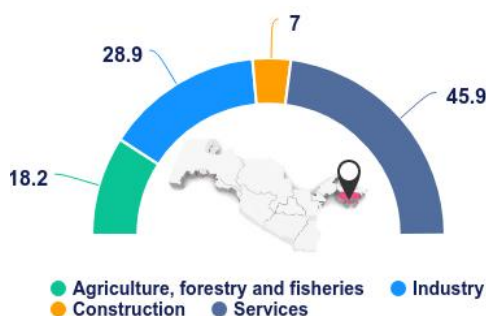 7
28.9
45.9
18.2
Agriculture, forestry and fisheries Industry
Construction Services